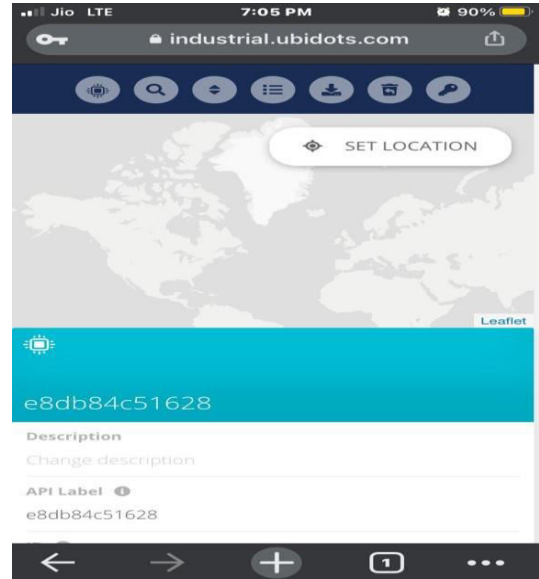 Jio LTE 7:05 PM 90%
industrial.ubidots.com
SET LOCATION
Leaflet
e8db84c51628
Description
Change description
API Label
e8db84c51628
1